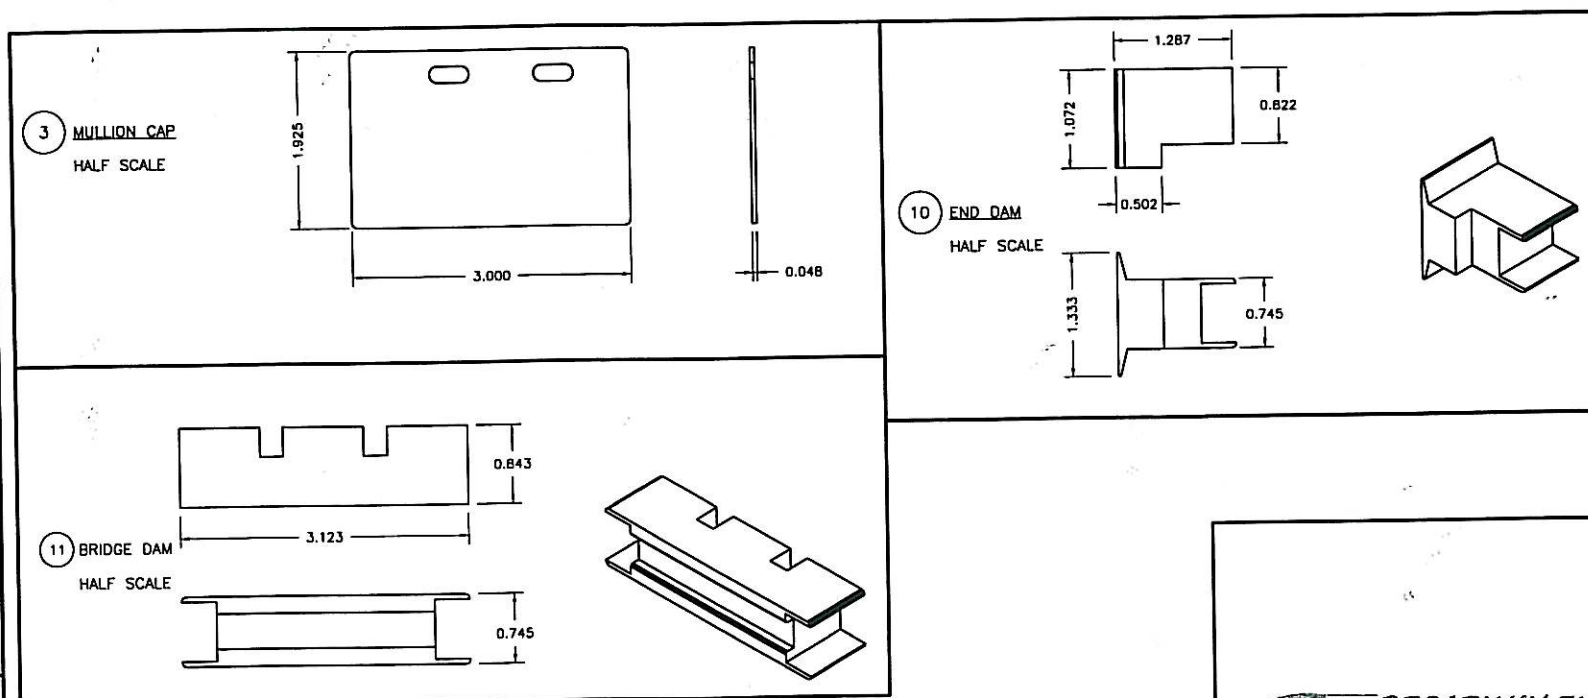 3 MULLION CAP
HALF SCALE
1.925
3.000
0.048
10 END DAM
HALF SCALE
1.287
1.072
0.822
0.502
1.333
0.745
11 BRIDGE DAM
HALF SCALE
0.843
3.123
0.745